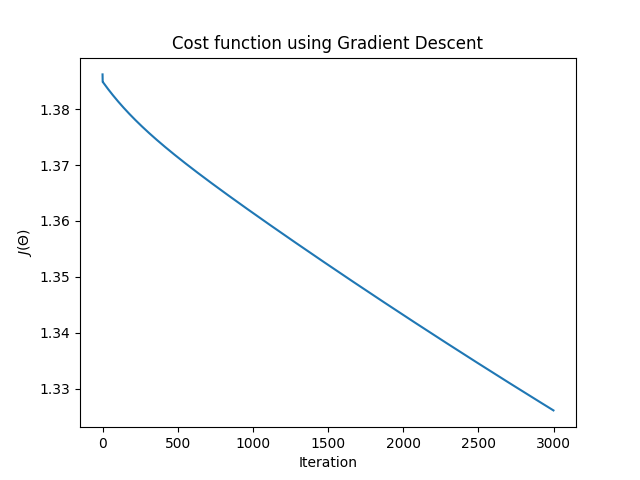 Cost function using Gradient Descent
1.38
1.37
1.36
1.35
1.34
1.33
J(Θ)
0 500 1000 1500 2000 2500 3000
Iteration